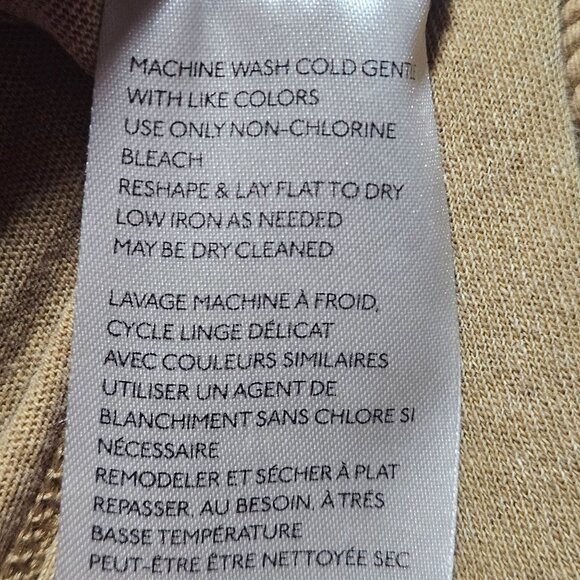 MACHINE WASH COLD GENTL
WITH LIKE COLORS
USE ONLY NON-CHLORINE
BLEACH
RESHAPE & LAY FLAT TO DRY
LOW IRON AS NEEDED
MAY BE DRY CLEANED
LAVAGE MACHINE À FROID,
CYCLE LINGE DÉLICAT
AVEC COULEURS SIMILAIRES
UTILISER UN AGENT DE
BLANCHIMENT SANS CHLORE SI
NÉCESSAIRE
REMODELER ET SÉCHER À PLAT
REPASSER, AU BESOIN, À TRÈS
BASSE TEMPÉRATURE
PEUT-ÊTRE ÊTRE NETTOYÉE SEC